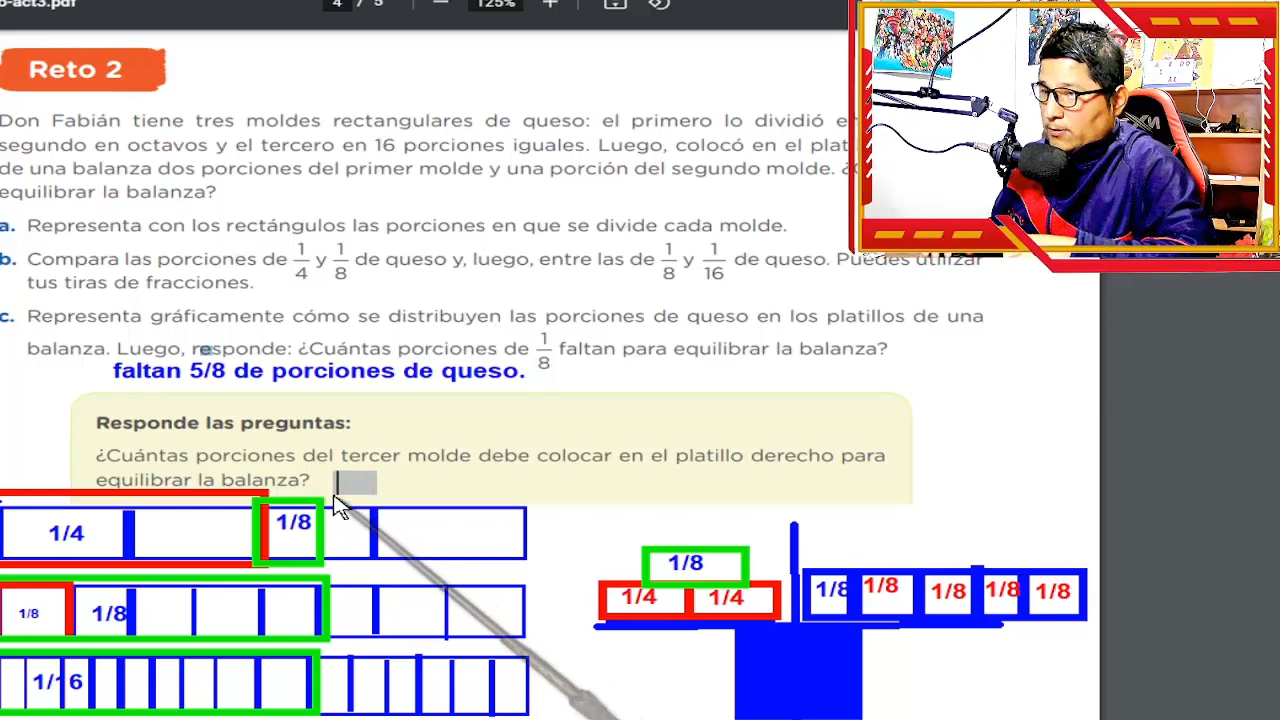 o-act3.pdf 4 / 5 — 125% +
Reto 2
Don Fabián tiene tres moldes rectangulares de queso: el primero lo dividió
segundo en octavos y el tercero en 16 porciones iguales. Luego, colocó en el
de una balanza dos porciones del primer molde y una porción del segundo molde.
equilibrar la balanza?
a. Representa con los rectángulos las porciones en que se divide cada molde.
b. Compara las porciones de 1/4 y 1/8 de queso y, luego, entre las de 1/8 y 1/16 de queso. Puedes utilizar
tus tiras de fracciones.
c. Representa gráficamente cómo se distribuyen las porciones de queso en los platillos de una
balanza. Luego, responde: ¿Cuántas porciones de 1/8 faltan para equilibrar la balanza?
faltan 5/8 de porciones de queso.
Responde las preguntas:
¿Cuántas porciones del tercer molde debe colocar en el platillo derecho para
equilibrar la balanza?
1/4 1/8
1/8 1/8
1/16
1/8
1/4 1/4 1/8 1/8 1/8 1/8 1/8